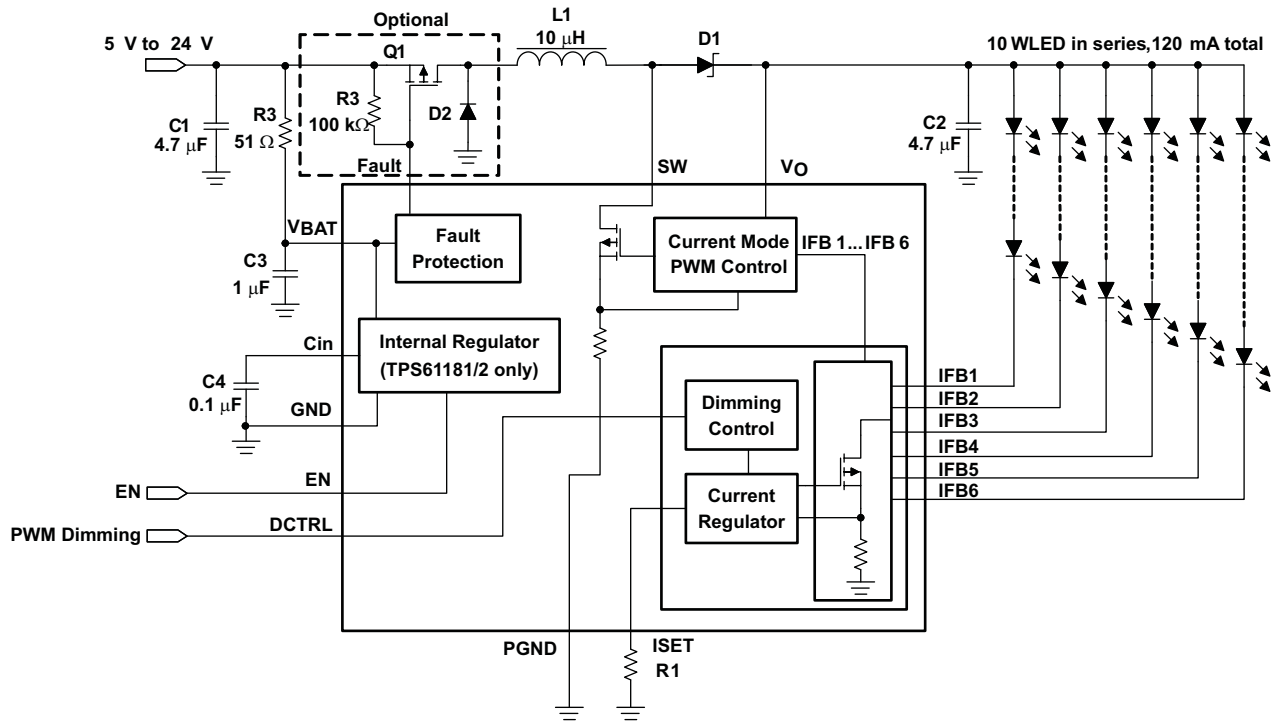 Optional
L1
10 μH
5 V to 24 V
Q1
D1
10 WLED in series,120 mA total
R3
100 kΩ
D2
R3
51 Ω
C1
4.7 μF
C2
4.7 μF
Fault
SW
VO
VBAT
Fault
Protection
Current Mode
PWM Control
IFB 1...IFB 6
C3
1 μF
Cin
Internal Regulator
(TPS61181/2 only)
C4
0.1 μF
GND
Dimming
Control
IFB1
IFB2
IFB3
IFB4
IFB5
IFB6
EN
EN
Current
Regulator
PWM Dimming
DCTRL
PGND
ISET
R1